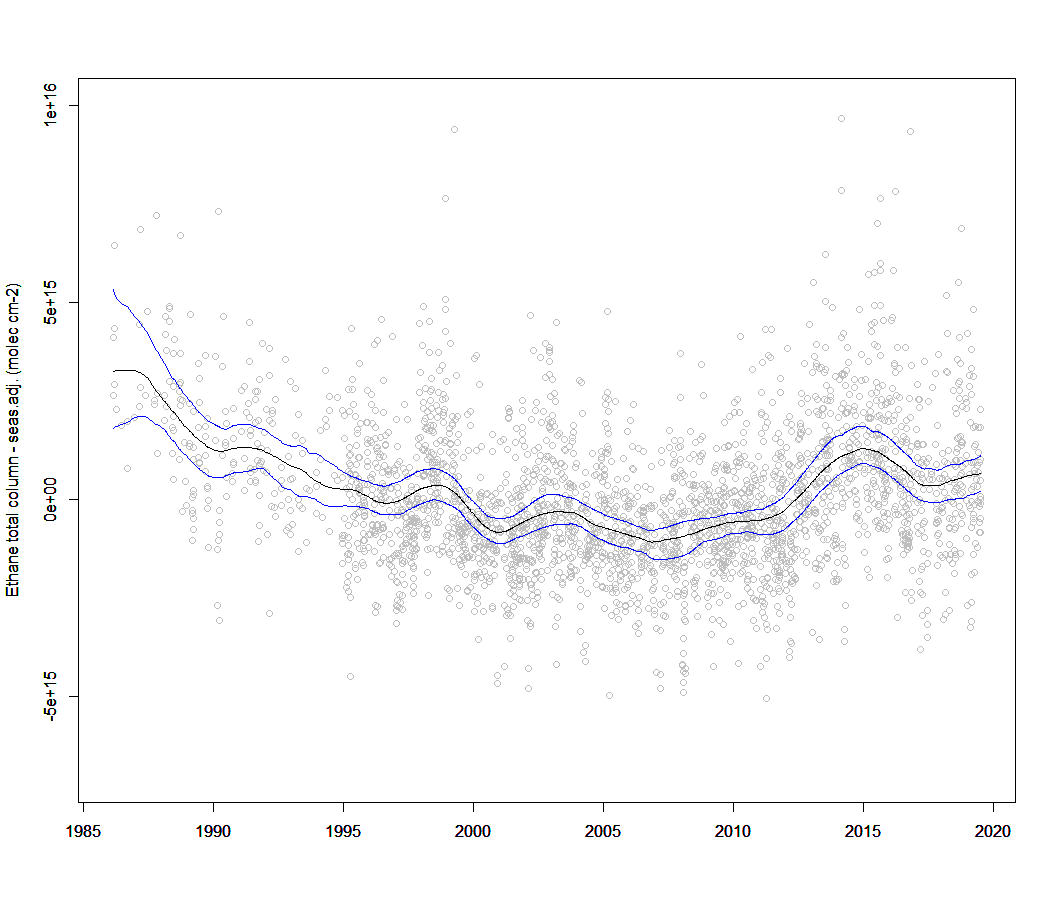 Ethane total column - seas.adj. (molec cm-2)
1e+16
5e+15
0e+00
-5e+15
1985 1990 1995 2000 2005 2010 2015 2020